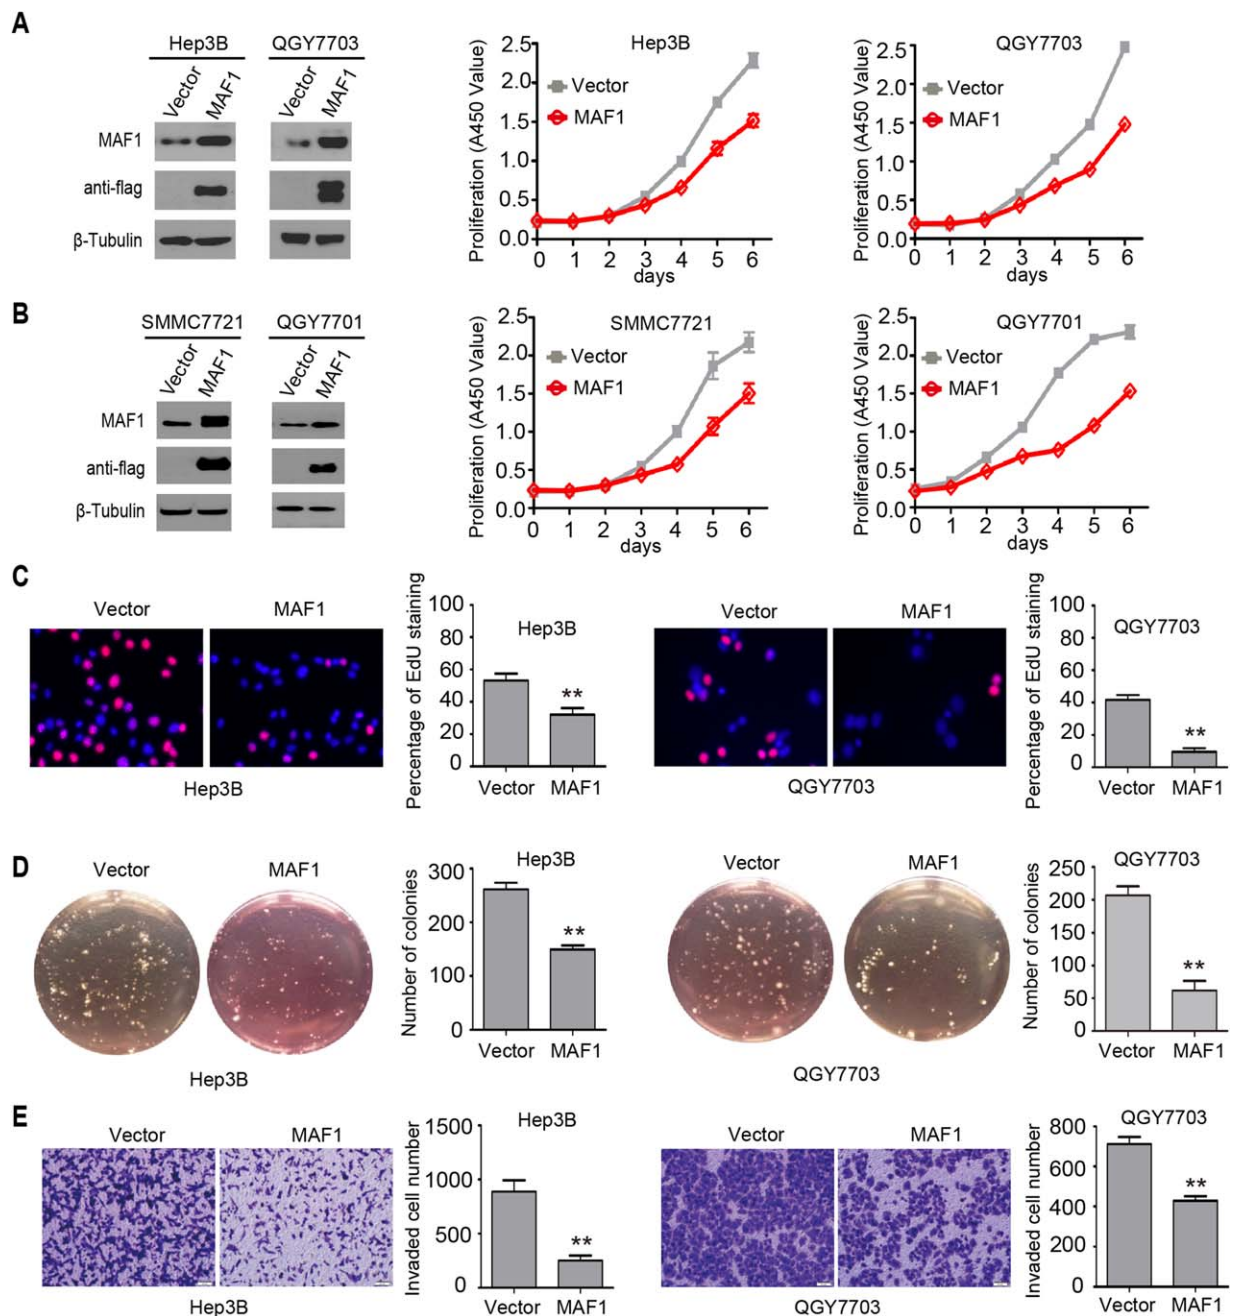 A
Hep3B QGY7703
Vector MAF1 Vector MAF1
MAF1
anti-flag
β-Tubulin
Hep3B
Vector
MAF1
Proliferation (A450 Value)
2.5
2.0
1.5
1.0
0.5
0.0
0 1 2 3 4 5 6
days
QGY7703
Vector
MAF1
Proliferation (A450 Value)
2.5
2.0
1.5
1.0
0.5
0.0
0 1 2 3 4 5 6
days
B
SMMC7721 QGY7701
Vector MAF1 Vector MAF1
MAF1
anti-flag
β-Tubulin
SMMC7721
Vector
MAF1
Proliferation (A450 Value)
2.5
2.0
1.5
1.0
0.5
0.0
0 1 2 3 4 5 6
days
QGY7701
Vector
MAF1
Proliferation (A450 Value)
2.5
2.0
1.5
1.0
0.5
0.0
0 1 2 3 4 5 6
days
C
Vector MAF1
Hep3B
Percentage of EdU staining
100
80
60
40
20
0
Hep3B
**
Vector MAF1
Vector MAF1
QGY7703
Percentage of EdU staining
100
80
60
40
20
0
QGY7703
**
Vector MAF1
D
Vector MAF1
Hep3B
Number of colonies
300
200
100
0
Hep3B
**
Vector MAF1
Vector MAF1
QGY7703
Number of colonies
250
200
150
100
50
0
QGY7703
**
Vector MAF1
E
Vector MAF1
Hep3B
Invaded cell number
1500
1000
500
0
Hep3B
**
Vector MAF1
Vector MAF1
QGY7703
Invaded cell number
800
600
400
200
0
QGY7703
**
Vector MAF1